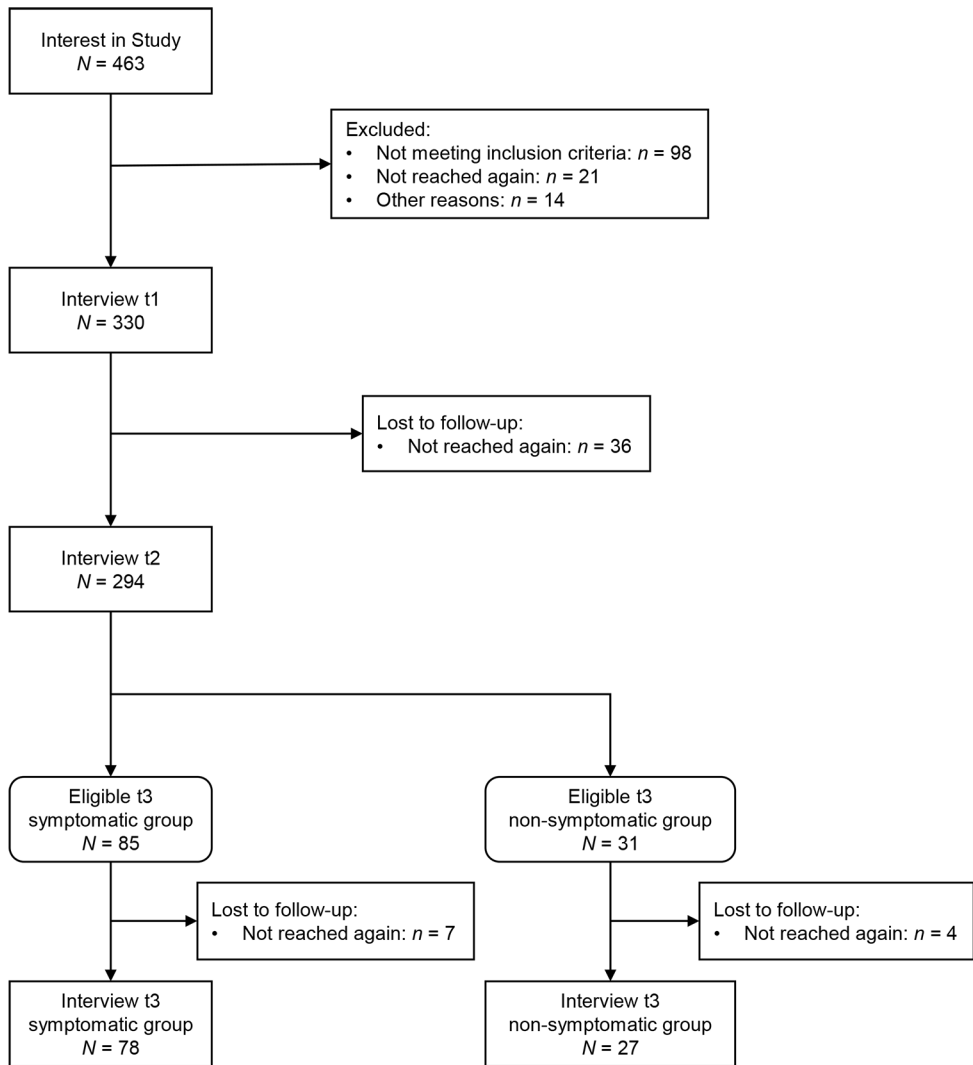 Interest in Study
N = 463
Excluded:
• Not meeting inclusion criteria: n = 98
• Not reached again: n = 21
• Other reasons: n = 14
Interview t1
N = 330
Lost to follow-up:
• Not reached again: n = 36
Interview t2
N = 294
Eligible t3
symptomatic group
N = 85
Eligible t3
non-symptomatic group
N = 31
Lost to follow-up:
• Not reached again: n = 7
Lost to follow-up:
• Not reached again: n = 4
Interview t3
symptomatic group
N = 78
Interview t3
non-symptomatic group
N = 27